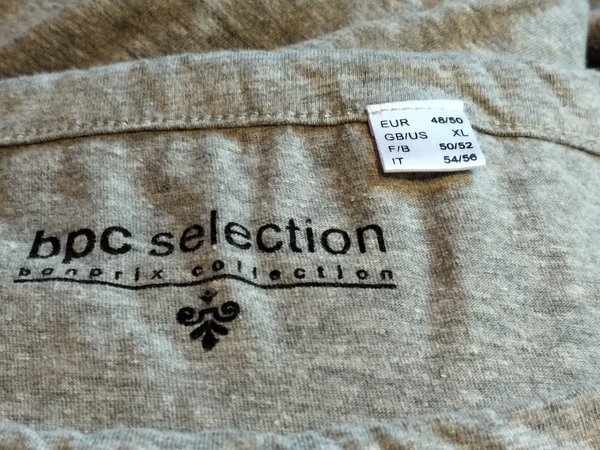 EUR 48/50
GB/US XL
F/B 50/52
IT 54/56
bpc selection
bonprix collection